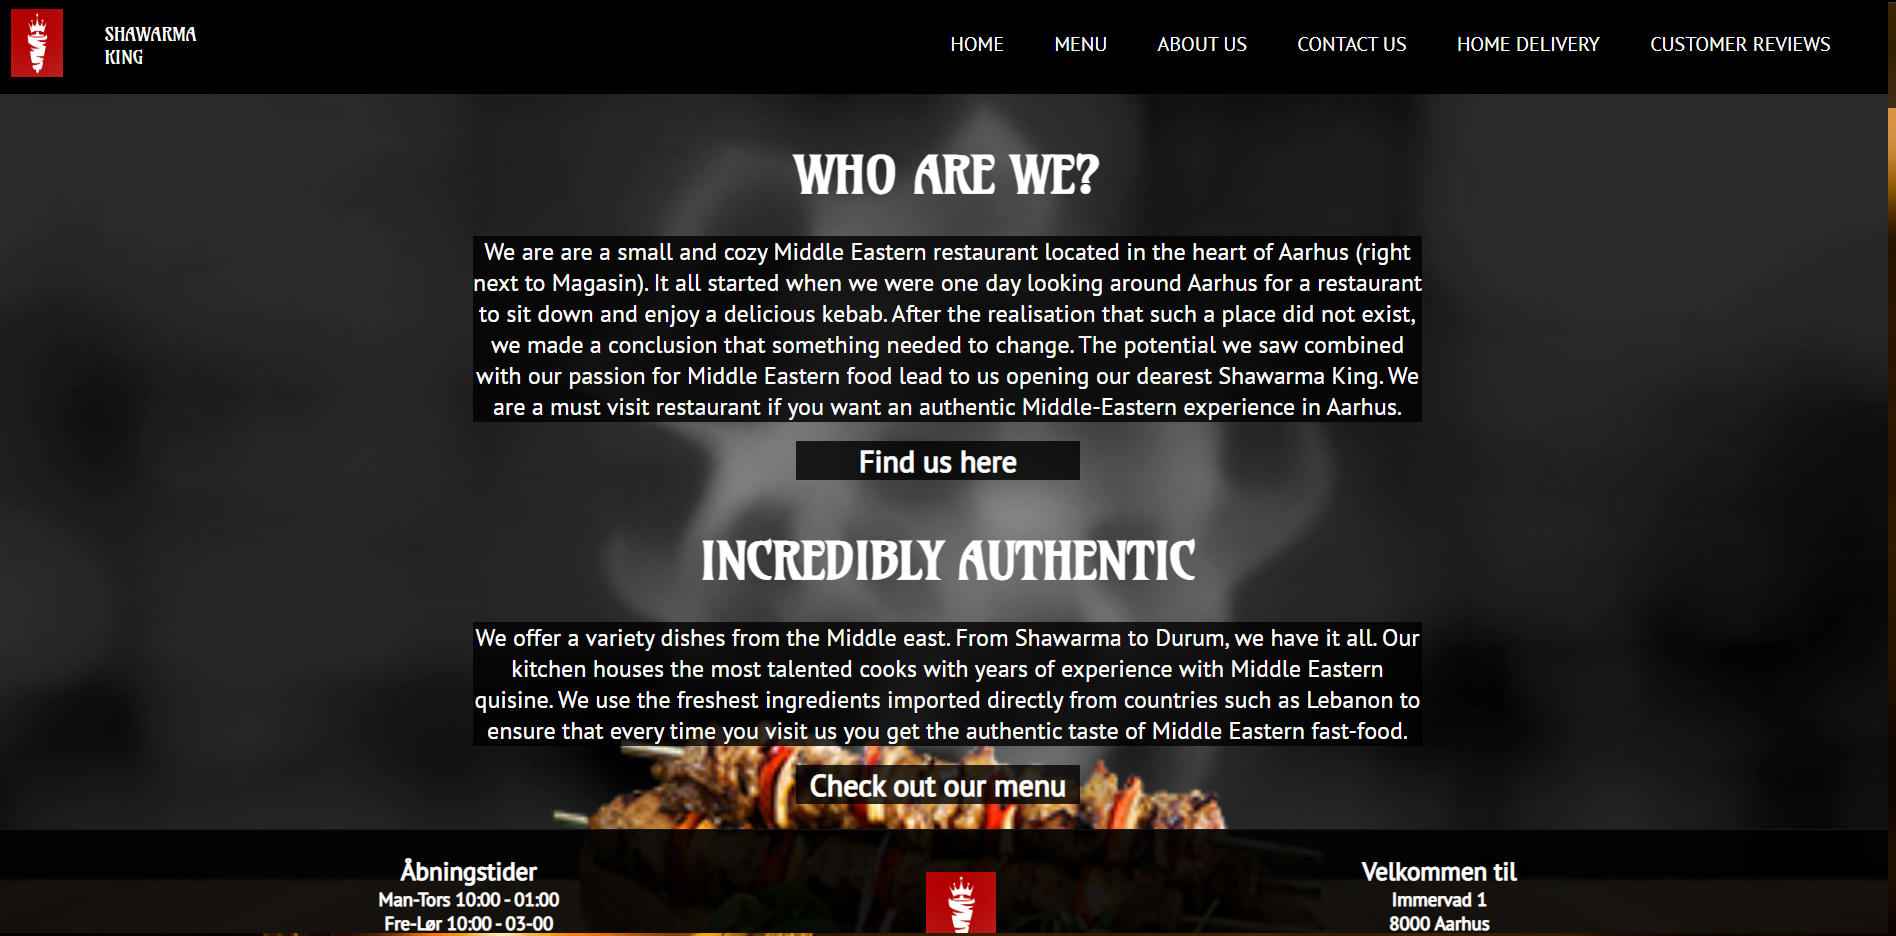 SHAWARMA
KING
HOME MENU ABOUT US CONTACT US HOME DELIVERY CUSTOMER REVIEWS
WHO ARE WE?
We are are a small and cozy Middle Eastern restaurant located in the heart of Aarhus (right
next to Magasin). It all started when we were one day looking around Aarhus for a restaurant
to sit down and enjoy a delicious kebab. After the realisation that such a place did not exist,
we made a conclusion that something needed to change. The potential we saw combined
with our passion for Middle Eastern food lead to us opening our dearest Shawarma King. We
are a must visit restaurant if you want an authentic Middle-Eastern experience in Aarhus.
Find us here
INCREDIBLY AUTHENTIC
We offer a variety dishes from the Middle east. From Shawarma to Durum, we have it all. Our
kitchen houses the most talented cooks with years of experience with Middle Eastern
quisine. We use the freshest ingredients imported directly from countries such as Lebanon to
ensure that every time you visit us you get the authentic taste of Middle Eastern fast-food.
Check out our menu
Åbningstider
Man-Tors 10:00 - 01:00
Fre-Lør 10:00 - 03-00
Velkommen til
Immervad 1
8000 Aarhus